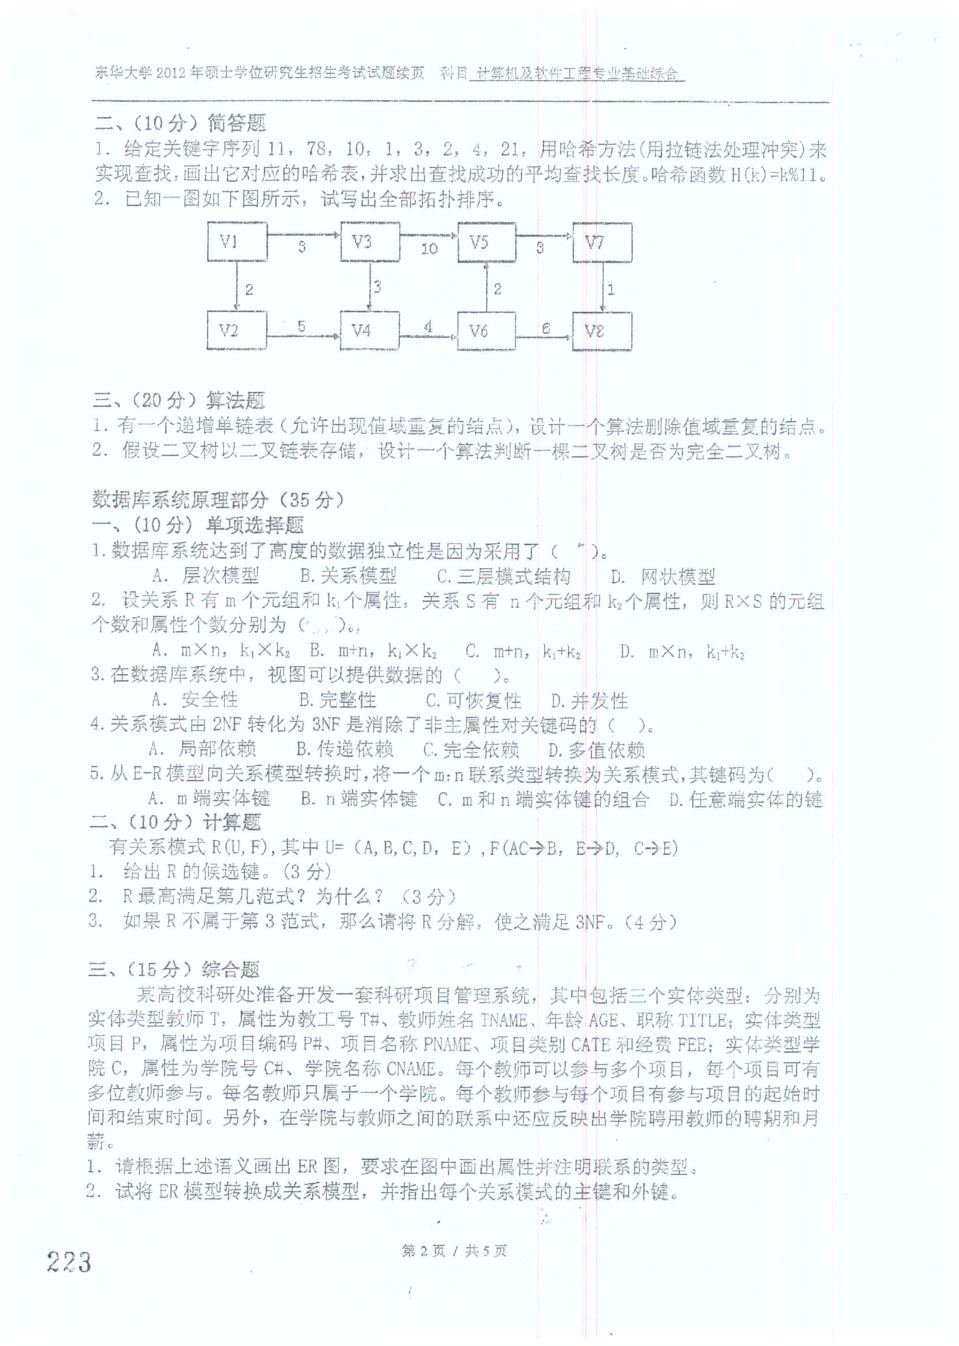 东华大学2012年硕士学位研究生招生考试试题续页 科目 计算机及软件工程专业基础综合
二、(10分)简答题
1. 给定关键字序列11, 78, 10, 1, 3, 2, 4, 21, 用哈希方法(用拉链法处理冲突)来
实现查找,画出它对应的哈希表,并求出查找成功的平均查找长度。哈希函数H(k)=k%11。
2. 已知一图如下图所示, 试写出全部拓扑排序。
V1 3 V3 10 V5 3 V7
2 3 2 1
V2 5 V4 4 V6 6 V8
三、(20分)算法题
1. 有一个递增单链表(允许出现值域重复的结点), 设计一个算法删除值域重复的结点。
2. 假设二叉树以二叉链表存储, 设计一个算法判断一棵二叉树是否为完全二叉树。
数据库系统原理部分(35分)
一、(10分)单项选择题
1.数据库系统达到了高度的数据独立性是因为采用了( )。
A. 层次模型 B.关系模型 C.三层模式结构 D. 网状模型
2. 设关系R有m个元组和k₁个属性, 关系S有 n个元组和k₂个属性, 则R×S的元组
个数和属性个数分别为( )。
A. m×n, k₁×k₂ B. m+n, k₁×k₂ C. m+n, k₁+k₂ D. m×n, k₁+k₂
3.在数据库系统中, 视图可以提供数据的( )。
A. 安全性 B.完整性 C.可恢复性 D.并发性
4.关系模式由2NF转化为3NF是消除了非主属性对关键码的( )。
A. 局部依赖 B.传递依赖 C.完全依赖 D.多值依赖
5.从E-R模型向关系模型转换时,将一个m:n联系类型转换为关系模式,其键码为( )。
A. m端实体键 B. n端实体键 C. m和n端实体键的组合 D.任意端实体的键
二、(10分)计算题
有关系模式R(U,F),其中U=(A,B,C,D, E),F(AC→B, E→D, C→E)
1. 给出R的候选键。(3分)
2. R最高满足第几范式? 为什么? (3分)
3. 如果R不属于第3范式, 那么请将R分解, 使之满足3NF。(4分)
三、(15分)综合题
某高校科研处准备开发一套科研项目管理系统, 其中包括三个实体类型: 分别为
实体类型教师T, 属性为教工号T#、教师姓名TNAME、年龄AGE、职称TITLE; 实体类型
项目P, 属性为项目编码P#、项目名称PNAME、项目类别CATE和经费FEE; 实体类型学
院C, 属性为学院号C#、学院名称CNAME。每个教师可以参与多个项目, 每个项目可有
多位教师参与。每名教师只属于一个学院。每个教师参与每个项目有参与项目的起始时
间和结束时间。另外, 在学院与教师之间的联系中还应反映出学院聘用教师的聘期和月
薪。
1. 请根据上述语义画出ER图, 要求在图中画出属性并注明联系的类型。
2. 试将ER模型转换成关系模型, 并指出每个关系模式的主键和外键。
第2页 / 共5页
223